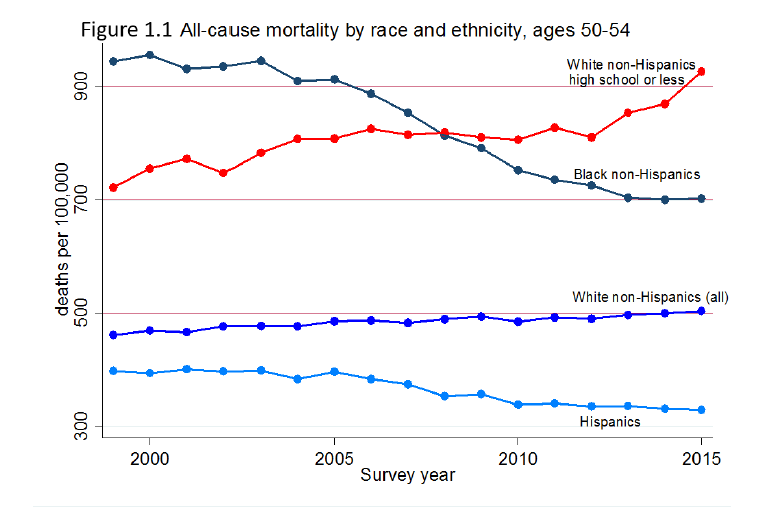 Figure 1.1 All-cause mortality by race and ethnicity, ages 50-54
White non-Hispanics
high school or less
900
Black non-Hispanics
700
deaths per 100,000
White non-Hispanics (all)
500
300
Hispanics
2000 2005 2010 2015
Survey year